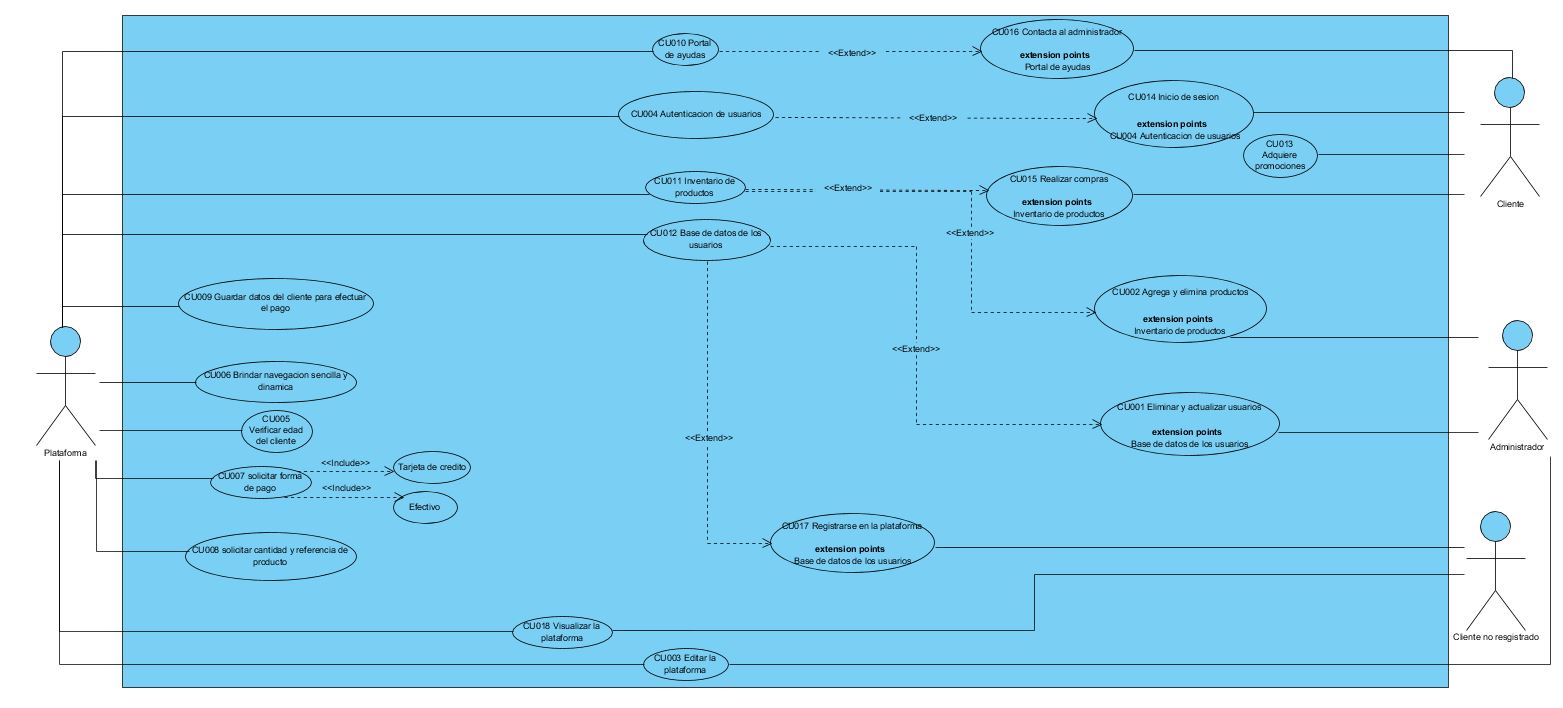 CU010 Portal
de ayudas
<<Extend>>
CU016 Contacta al administrador
extension points
Portal de ayudas
CU004 Autenticacion de usuarios
<<Extend>>
CU014 Inicio de sesion
extension points
CU004 Autenticacion de usuarios
CU013
Adquiere
promociones
Cliente
CU011 Inventario de
productos
<<Extend>>
CU015 Realizar compras
extension points
Inventario de productos
CU012 Base de datos de los
usuarios
<<Extend>>
CU009 Guardar datos del cliente para efectuar
el pago
CU002 Agrega y elimina productos
extension points
Inventario de productos
<<Extend>>
CU006 Brindar navegacion sencilla y
dinamica
CU001 Eliminar y actualizar usuarios
extension points
Base de datos de los usuarios
Administrador
CU005
Verificar edad
del cliente
<<Extend>>
Plataforma
CU007 solicitar forma
de pago
<<Include>>
Tarjeta de credito
<<Include>>
Efectivo
CU017 Registrarse en la plataforma
extension points
Base de datos de los usuarios
CU008 solicitar cantidad y referencia de
producto
CU018 Visualizar la
plataforma
Cliente no resgistrado
CU003 Editar la
plataforma